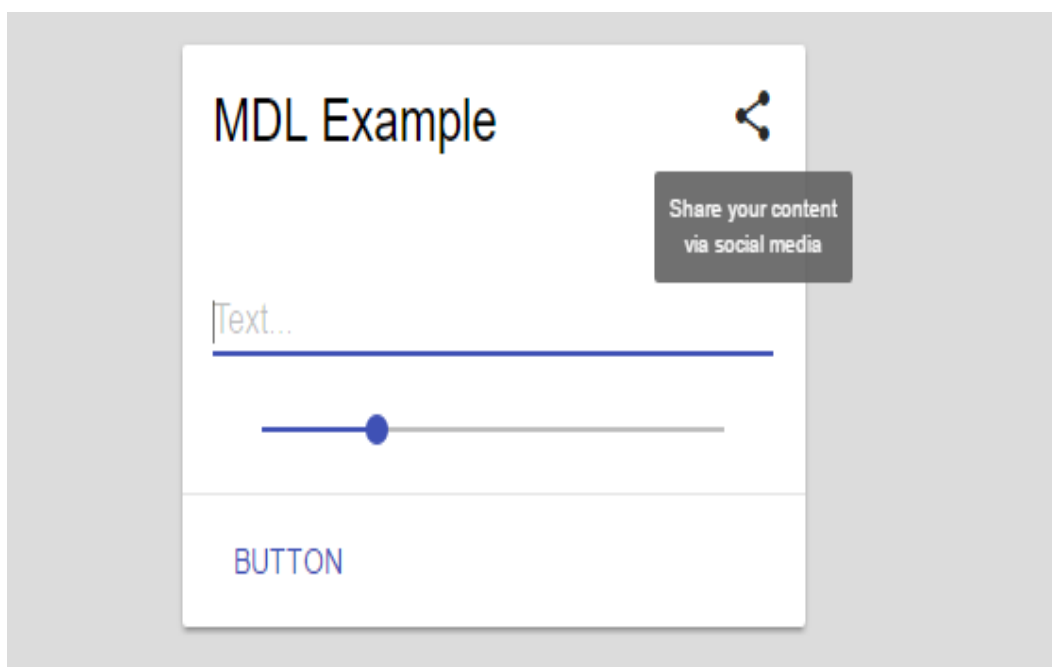 MDL Example
Share your content
via social media
Text...
BUTTON